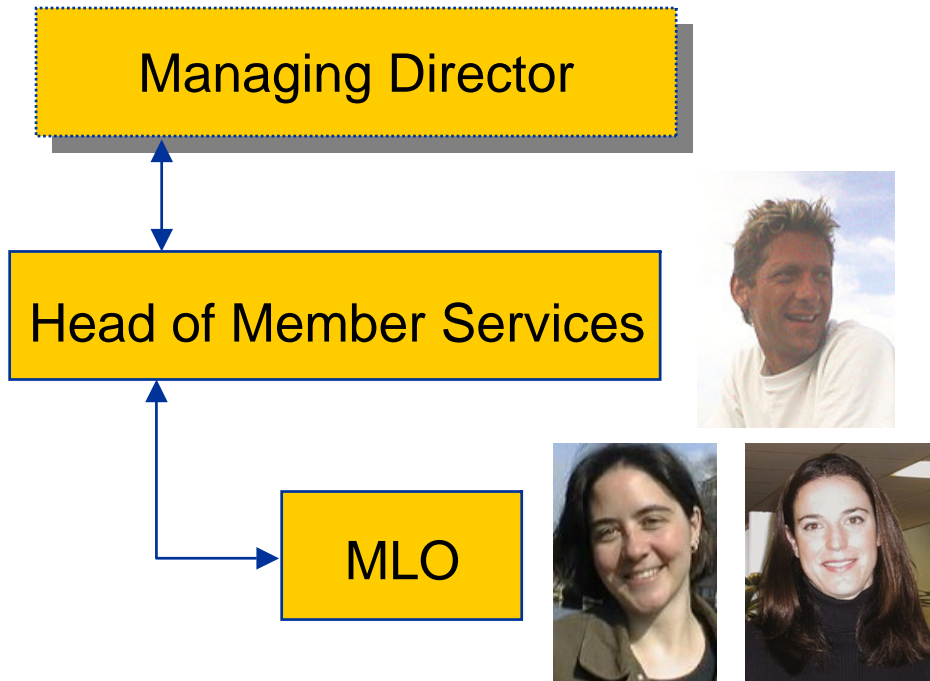 Managing Director
Head of Member Services
MLO